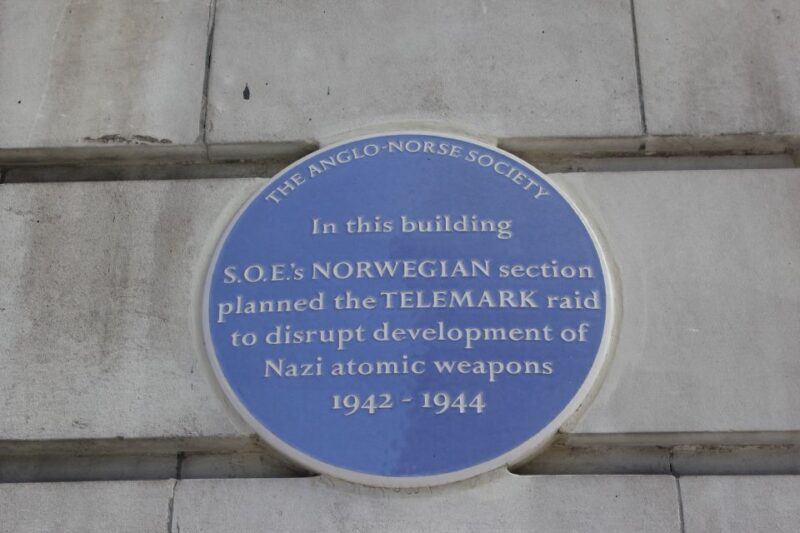 THE ANGLO-NORSE SOCIETY
In this building
S.O.E.'s NORWEGIAN section
planned the TELEMARK raid
to disrupt development of
Nazi atomic weapons
1942 - 1944